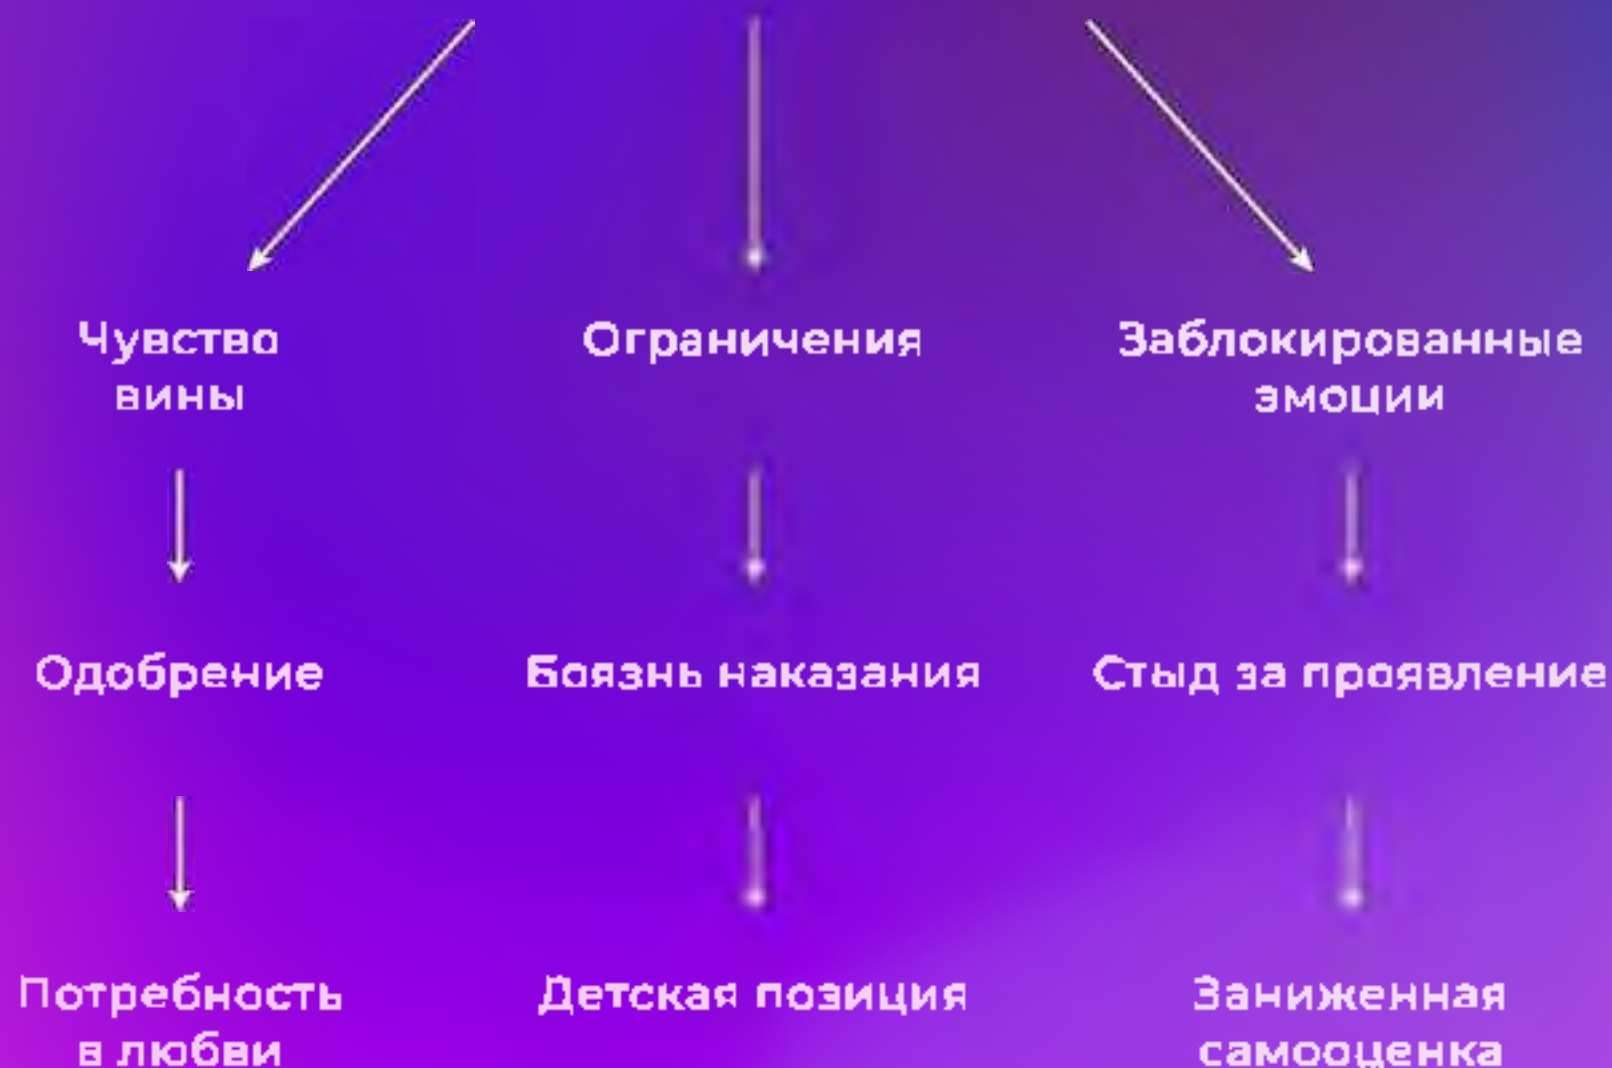 Чувство
вины
Ограничения
Заблокированные
эмоции
Одобрение
Боязнь наказания
Стыд за проявление
Потребность
в любви
Детская позиция
Заниженная
самооценка